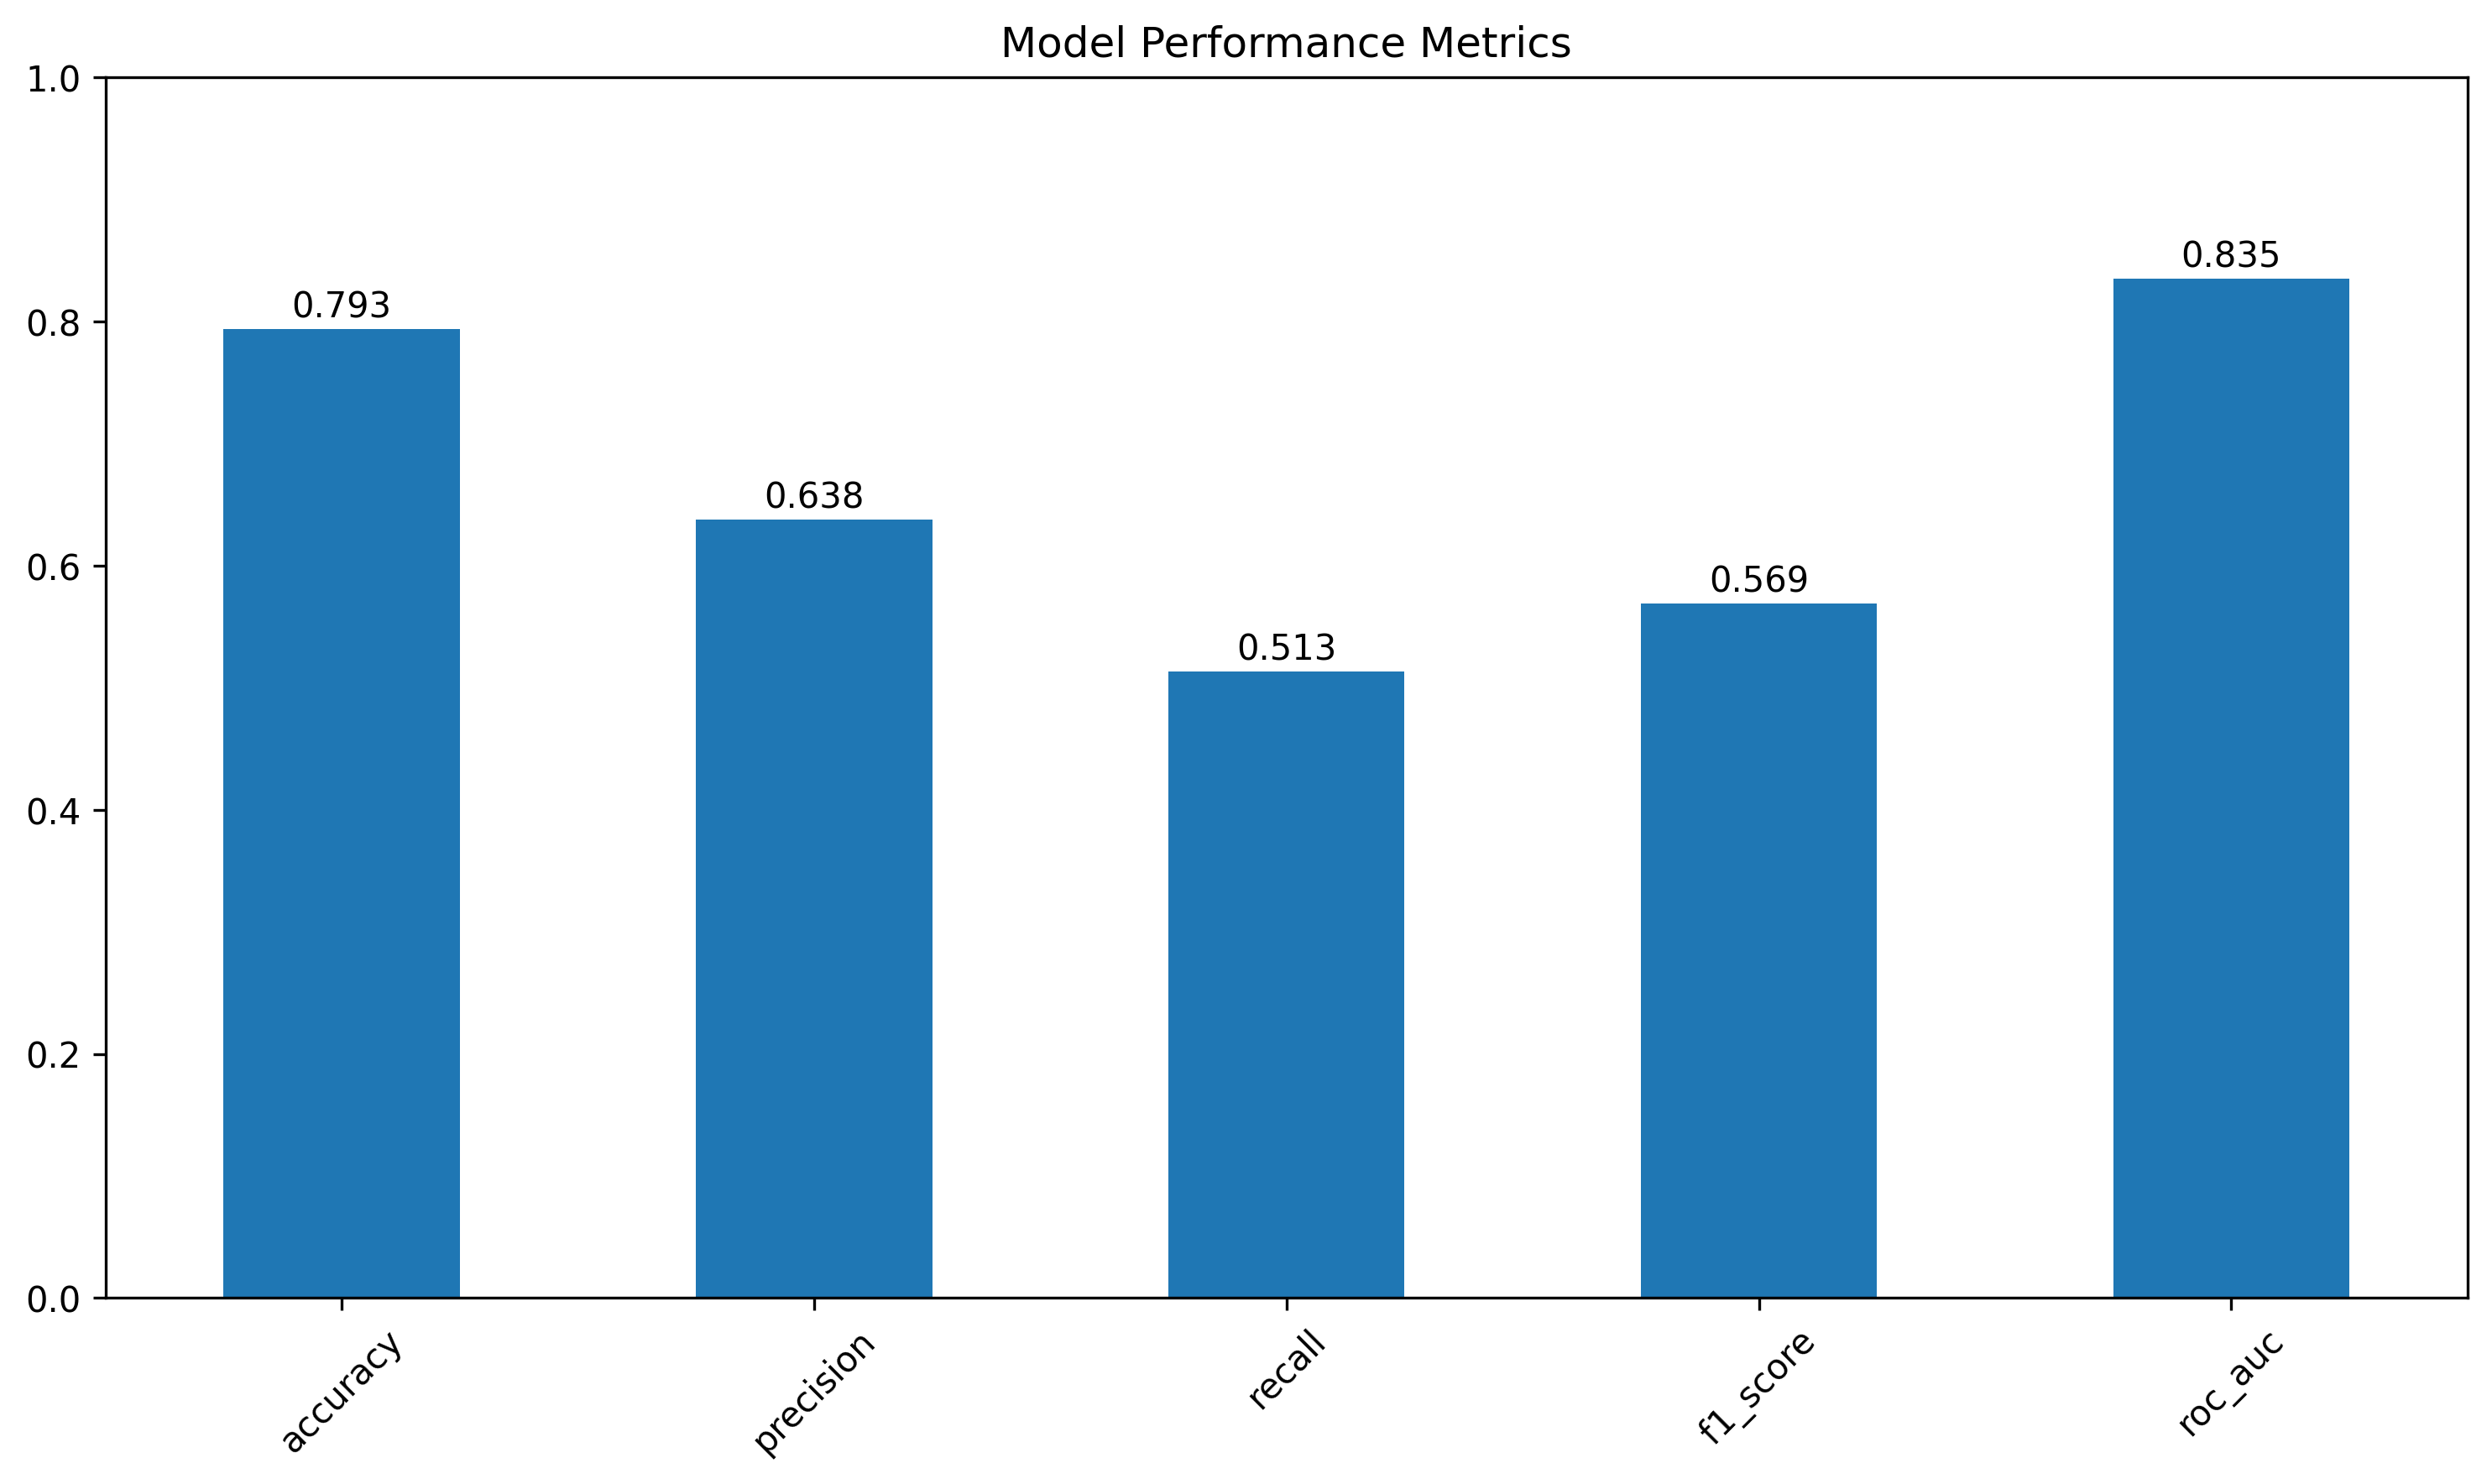 Model Performance Metrics
1.0
0.8
0.6
0.4
0.2
0.0
0.793
0.638
0.513
0.569
0.835
accuracy
precision
recall
f1_score
roc_auc